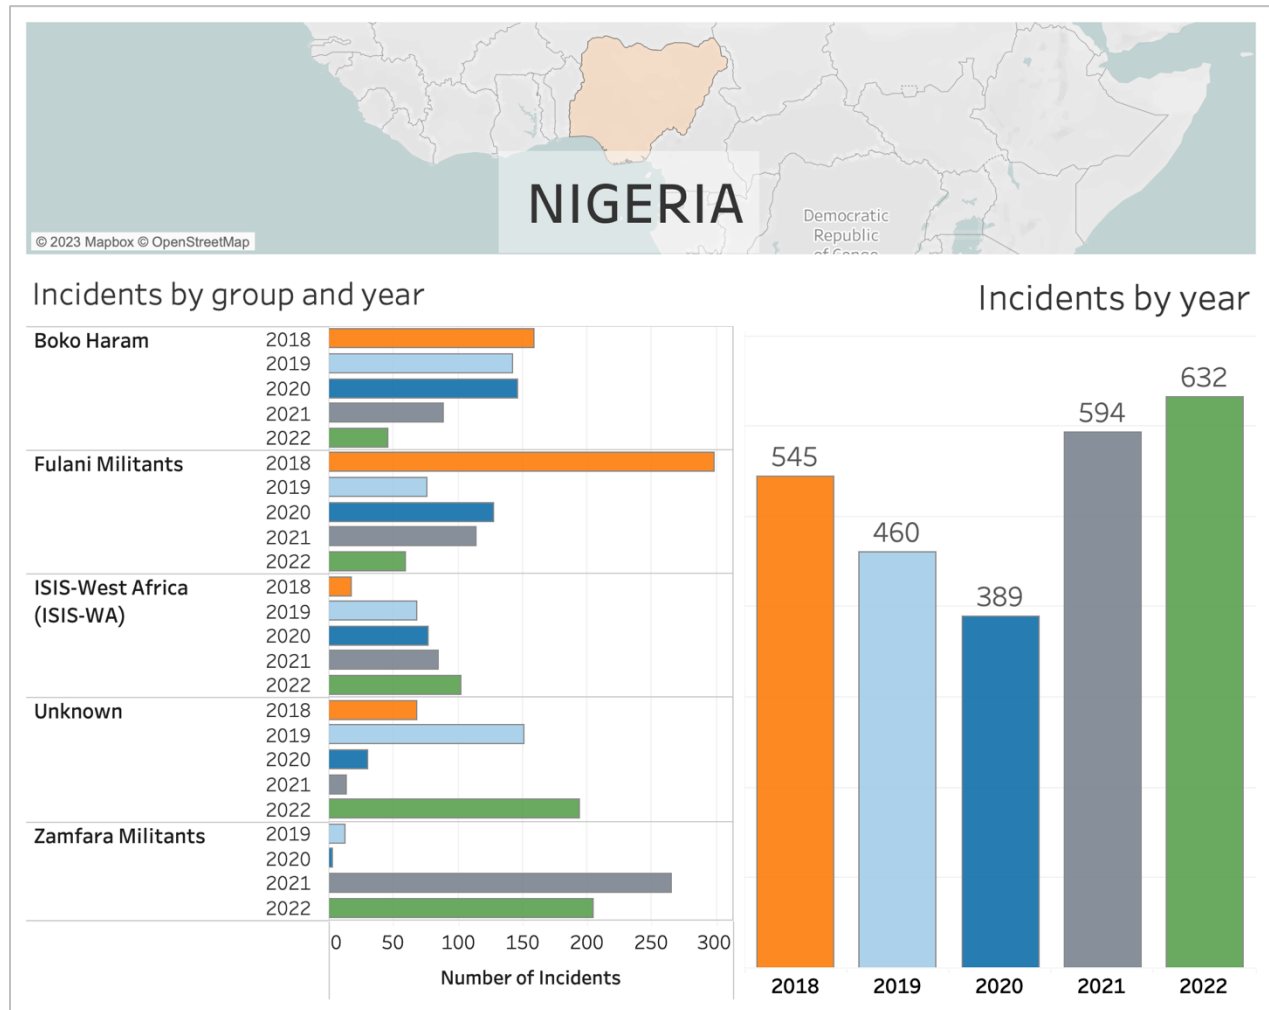 NIGERIA
Democratic
Republic
of Congo
© 2023 Mapbox © OpenStreetMap
Incidents by group and year
Boko Haram
2018
2019
2020
2021
2022
Fulani Militants
2018
2019
2020
2021
2022
ISIS-West Africa
(ISIS-WA)
2018
2019
2020
2021
2022
Unknown
2018
2019
2020
2021
2022
Zamfara Militants
2019
2020
2021
2022
0 50 100 150 200 250 300
Number of Incidents
Incidents by year
545
460
389
594
632
2018 2019 2020 2021 2022